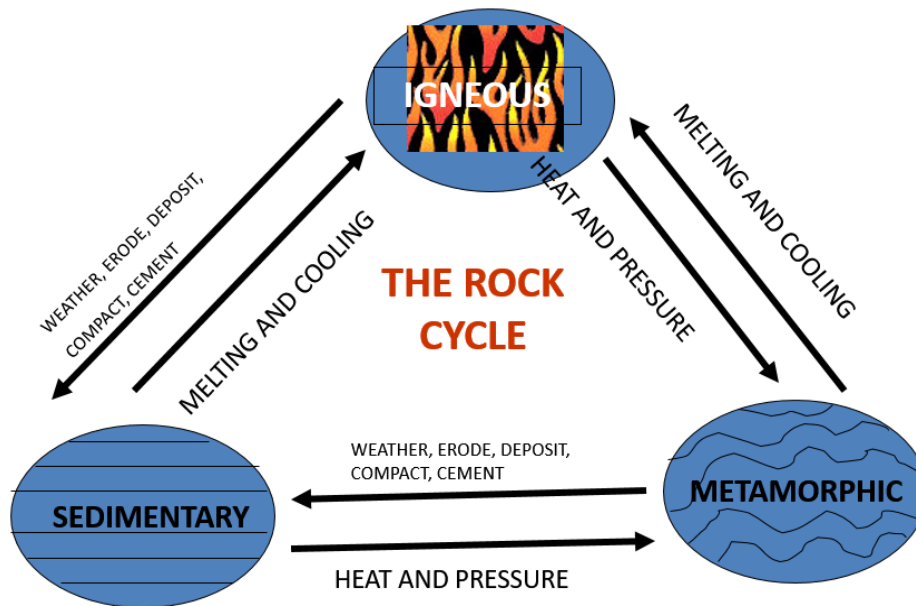 IGNEOUS
WEATHER, ERODE, DEPOSIT,
COMPACT, CEMENT
MELTING AND COOLING
HEAT AND PRESSURE
MELTING AND COOLING
THE ROCK
CYCLE
WEATHER, ERODE, DEPOSIT,
COMPACT, CEMENT
SEDIMENTARY
METAMORPHIC
HEAT AND PRESSURE